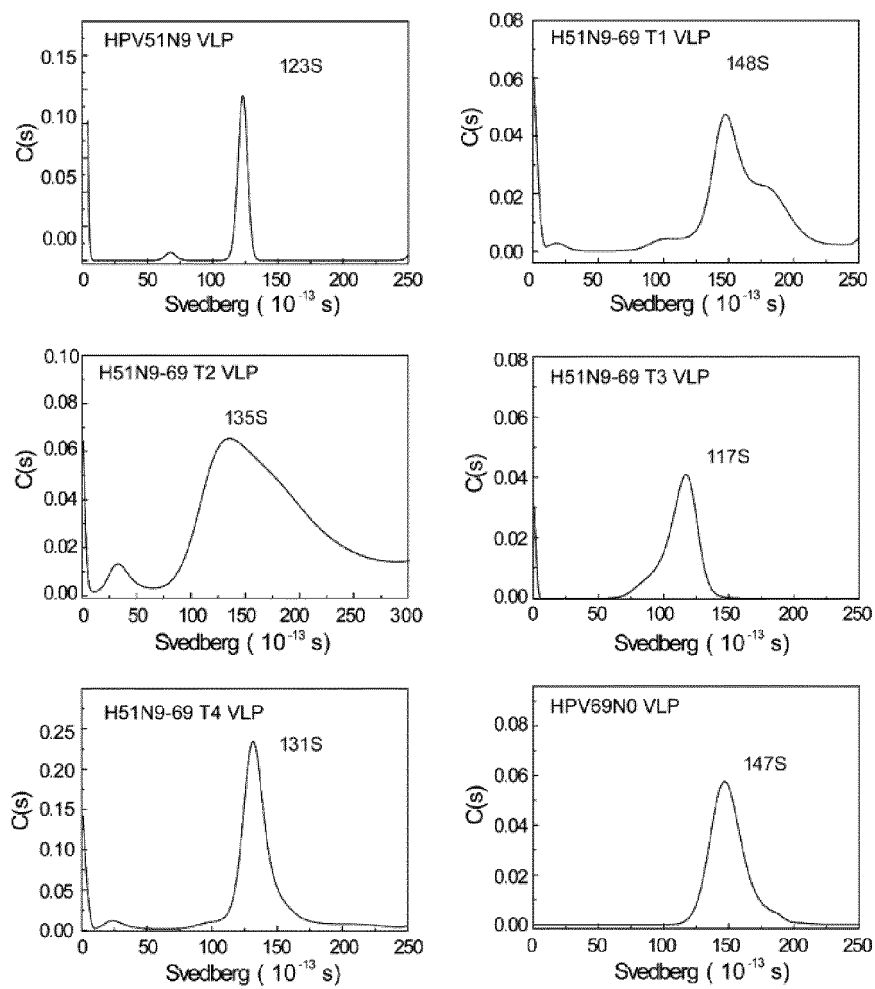 HPV51N9 VLP
123S
C(s)
0.15
0.10
0.05
0.00
0 50 100 150 200 250
Svedberg ( 10⁻¹³ s)
H51N9-69 T1 VLP
148S
C(s)
0.08
0.06
0.04
0.02
0.00
0 50 100 150 200 250
Svedberg ( 10⁻¹³ s)
H51N9-69 T2 VLP
135S
C(s)
0.10
0.08
0.06
0.04
0.02
0.00
0 50 100 150 200 250 300
Svedberg ( 10⁻¹³ s)
H51N9-69 T3 VLP
117S
C(s)
0.08
0.06
0.04
0.02
0.00
0 50 100 150 200 250
Svedberg ( 10⁻¹³ s)
H51N9-69 T4 VLP
131S
C(s)
0.25
0.20
0.15
0.10
0.05
0.00
0 50 100 150 200 250
Svedberg ( 10⁻¹³ s)
HPV69N0 VLP
147S
C(s)
0.08
0.06
0.04
0.02
0.00
0 50 100 150 200 250
Svedberg ( 10⁻¹³ s)